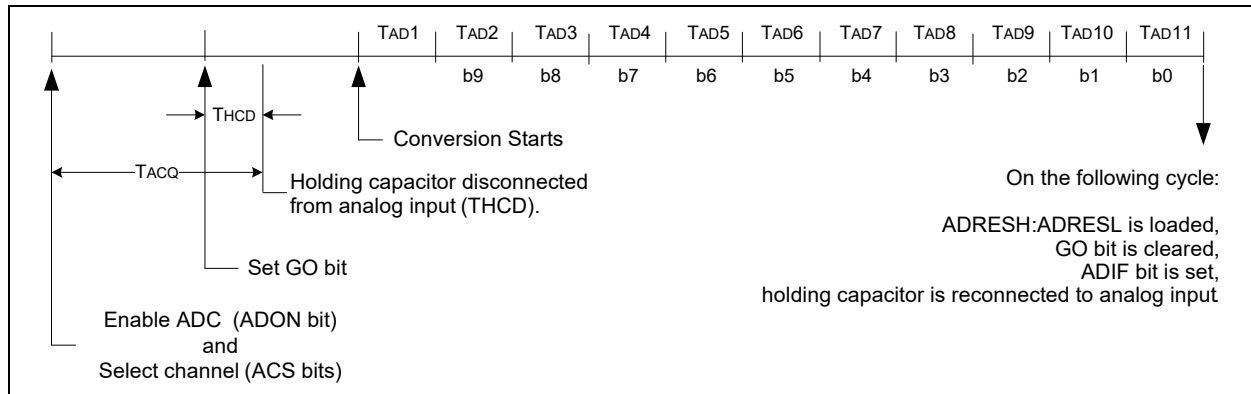 TAD1 TAD2 TAD3 TAD4 TAD5 TAD6 TAD7 TAD8 TAD9 TAD10 TAD11
b9 b8 b7 b6 b5 b4 b3 b2 b1 b0
THCD
Conversion Starts
TACQ
Holding capacitor disconnected
from analog input (THCD).
On the following cycle:
ADRESH:ADRESL is loaded,
GO bit is cleared,
ADIF bit is set,
holding capacitor is reconnected to analog input
Set GO bit
Enable ADC (ADON bit)
and
Select channel (ACS bits)